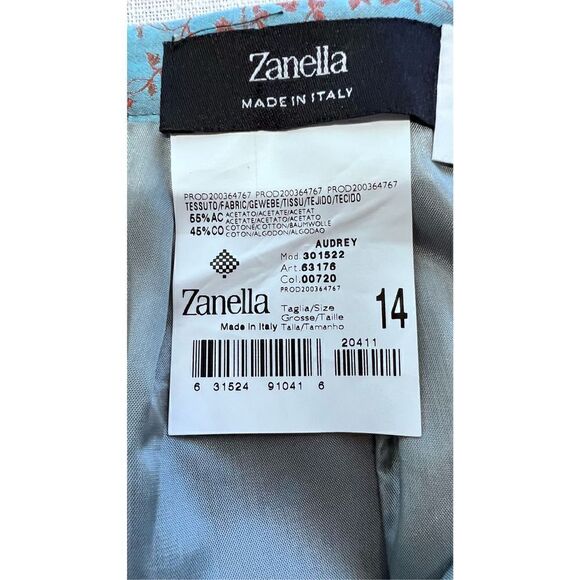 Zanella
MADE IN ITALY
PROD200364767 PROD200364767 PROD200364767
TESSUTO/FABRIC/GEWEBE/TISSU/TEJIDO/TECIDO
55%AC ACETATO/ACETATE/ACETAT
ACETATE/ACETATO/ACETATO
45%CO COTONE/COTTON/BAUMWOLLE
COTON/ALGODON/ALGODAO
AUDREY
Mod. 301522
Art. 63176
Col. 00720
PROD200364767
Zanella
Made in Italy
Taglia/Size
Grosse/Taille
Talla/Tamanho
14
20411
6 31524 91041 6